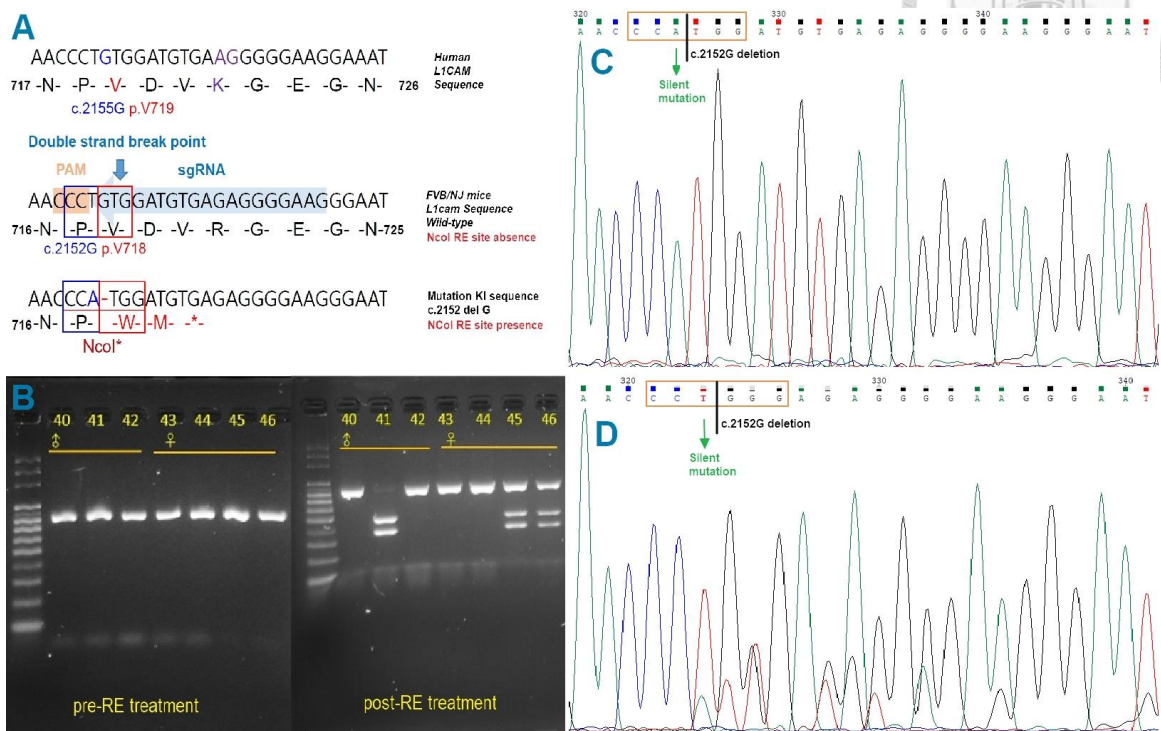 A
AACCCTGTGGATGTGAAGGGGGAAGGAAAT
717 -N- -P- -V- -D- -V- -K- -G- -E- -G- -N- 726
c.2155G p.V719
Human
L1CAM
Sequence
Double strand break point
PAM
sgRNA
AACCCTGTGGATGTGAGAGGGGAAGGGAAT
716-N- -P- -V- -D- -V- -R- -G- -E- -G- -N-725
c.2152G p.V718
FVB/NJ mice
L1cam Sequence
Wild-type
NcoI RE site absence
AACCCA-TGGATGTGAGAGGGGAAGGGAAT
716-N- -P- -W- -M- -*-
NcoI*
Mutation KI sequence
c.2152 del G
NCoI RE site presence
B
40 41 42 43 44 45 46
♂ ♀
pre-RE treatment
40 41 42 43 44 45 46
♂ ♀
post-RE treatment
C
320 330 340
A A C C C A T G G A T G T G A G A G G G G A A G G G A A T
c.2152G deletion
Silent
mutation
D
320 330 340
A A C C C T G G G A G A G G G G A A G G G A A T
c.2152G deletion
Silent
mutation